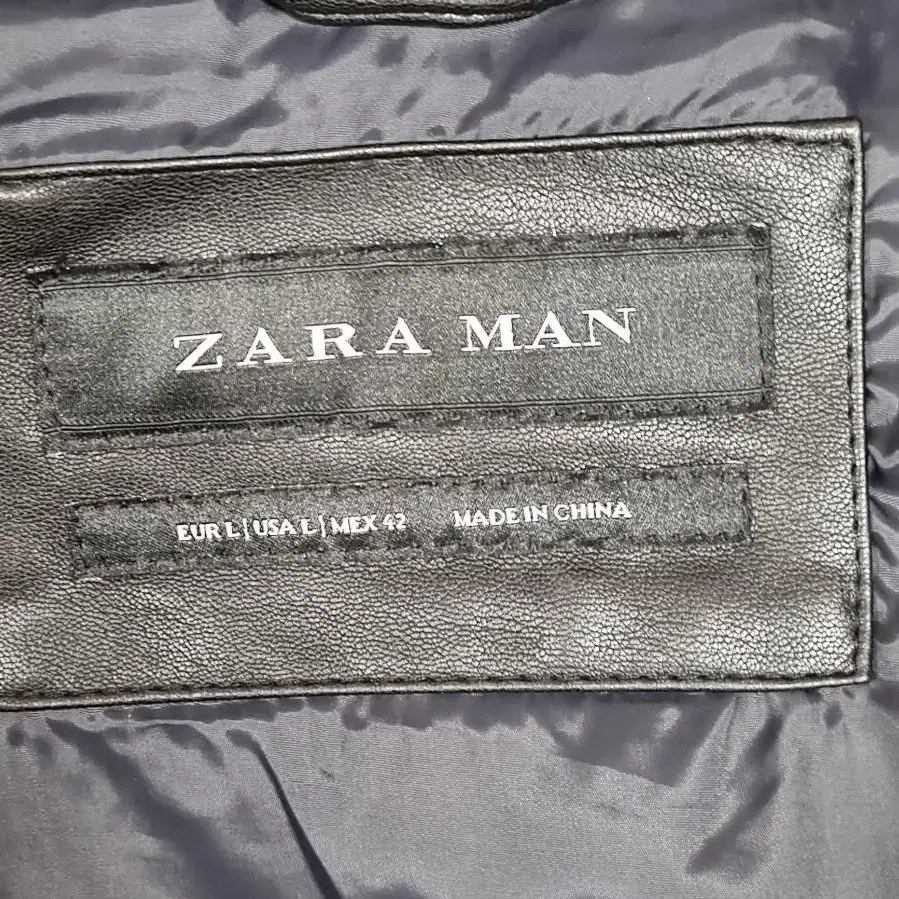 ZARA MAN
EUR L | USA L | MEX 42 MADE IN CHINA